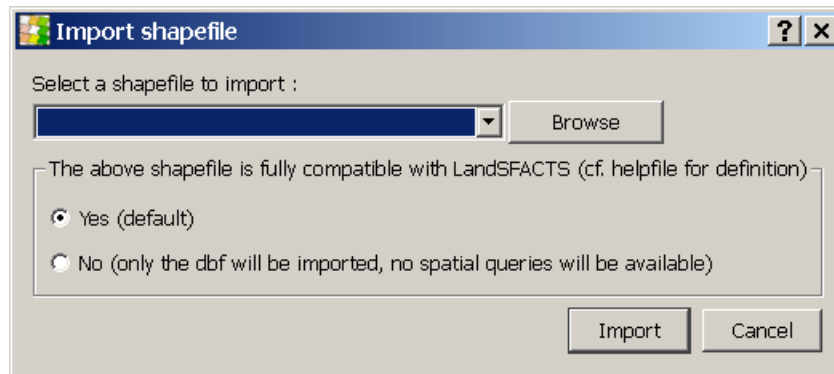 Import shapefile
Select a shapefile to import :
Browse
The above shapefile is fully compatible with LandSFACTS (cf. helpfile for definition)
Yes (default)
No (only the dbf will be imported, no spatial queries will be available)
Import Cancel